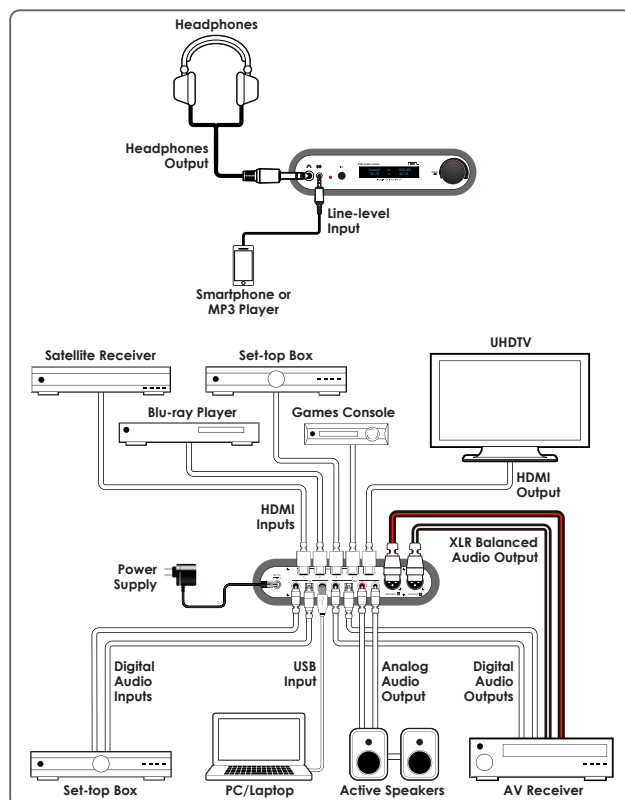 Headphones
Headphones
Output
Line-level
Input
Smartphone or
MP3 Player
Satellite Receiver
Set-top Box
UHDTV
Blu-ray Player
Games Console
HDMI
Inputs
HDMI
Output
XLR Balanced
Audio Output
Power
Supply
Digital
Audio
Inputs
USB
Input
Analog
Audio
Output
Digital
Audio
Outputs
Set-top Box
PC/Laptop
Active Speakers
AV Receiver